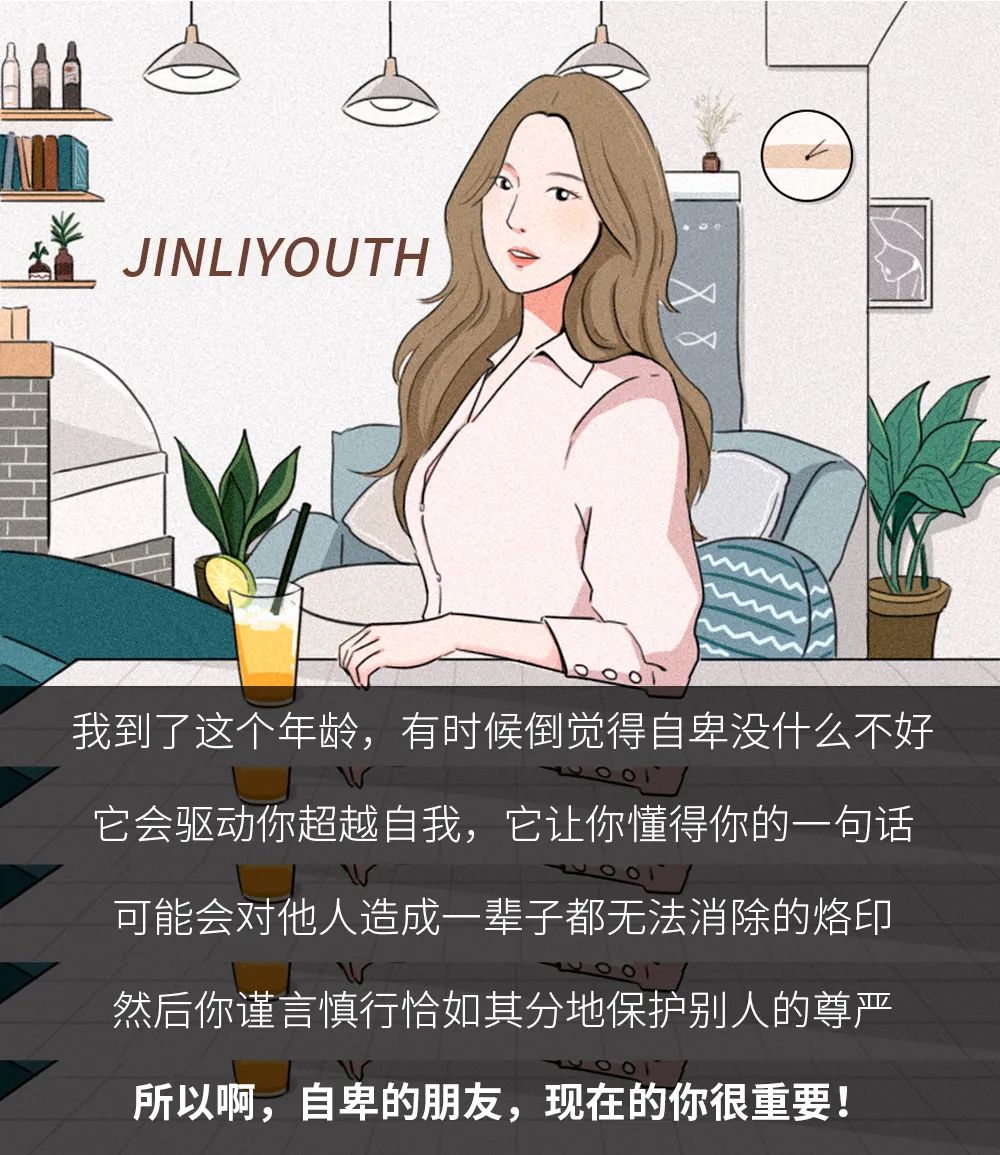 JINLIYOUTH
我到了这个年龄，有时候倒觉得自卑没什么不好
它会驱动你超越自我，它让你懂得你的一句话
可能会对他人造成一辈子都无法消除的烙印
然后你谨言慎行恰如其分地保护别人的尊严
所以啊，自卑的朋友，现在的你很重要！